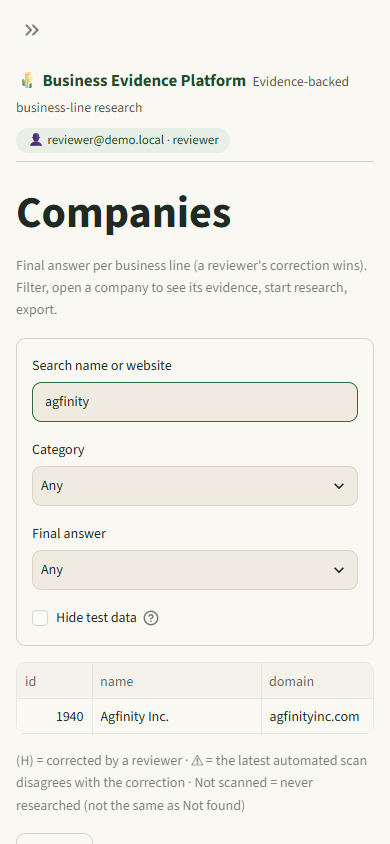 Business Evidence Platform Evidence-backed
business-line research
reviewer@demo.local · reviewer
Companies
Final answer per business line (a reviewer's correction wins).
Filter, open a company to see its evidence, start research,
export.
Search name or website
agfinity
Category
Any
Final answer
Any
Hide test data
id name domain
1940 Agfinity Inc. agfinityinc.com
(H) = corrected by a reviewer · ⚠ = the latest automated scan
disagrees with the correction · Not scanned = never
researched (not the same as Not found)